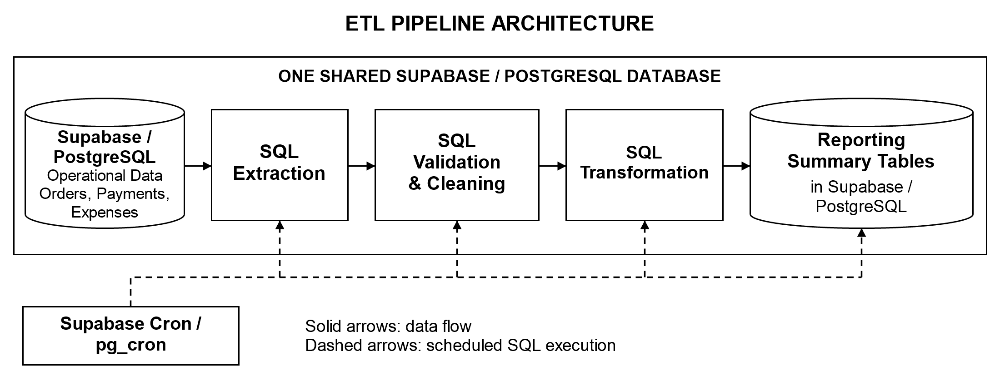 ETL PIPELINE ARCHITECTURE
ONE SHARED SUPABASE / POSTGRESQL DATABASE
Supabase /
PostgreSQL
Operational Data
Orders, Payments,
Expenses
SQL
Extraction
SQL
Validation
& Cleaning
SQL
Transformation
Reporting
Summary Tables
in Supabase /
PostgreSQL
Supabase Cron /
pg_cron
Solid arrows: data flow
Dashed arrows: scheduled SQL execution